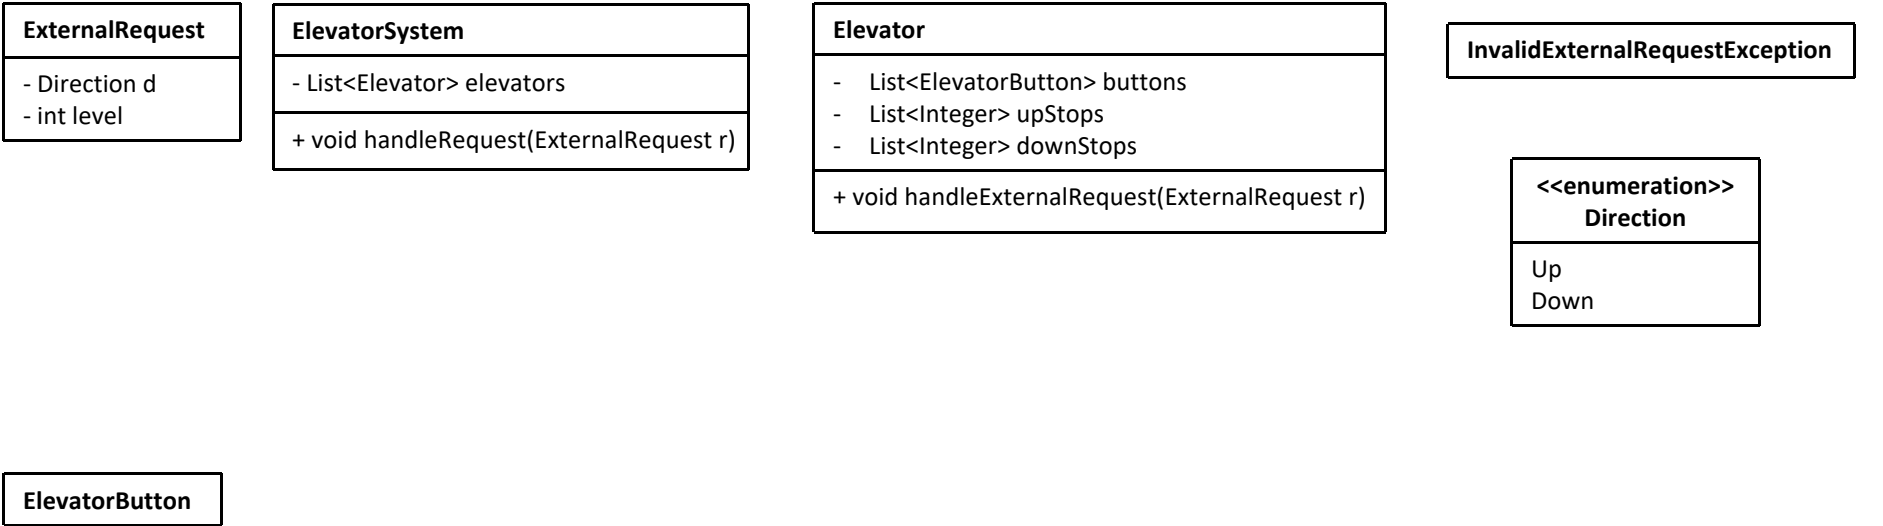 ExternalRequest
- Direction d
- int level
ElevatorSystem
- List<Elevator> elevators
+ void handleRequest(ExternalRequest r)
Elevator
- List<ElevatorButton> buttons
- List<Integer> upStops
- List<Integer> downStops
+ void handleExternalRequest(ExternalRequest r)
InvalidExternalRequestException
<<enumeration>>
Direction
Up
Down
ElevatorButton